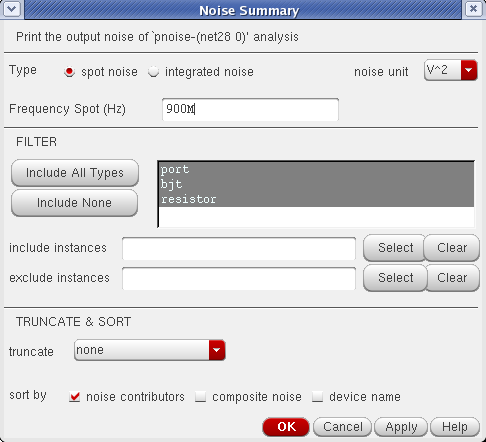 Noise Summary
Print the output noise of `pnoise-(net28 0)' analysis
Type spot noise integrated noise noise unit V^2
Frequency Spot (Hz) 900M
FILTER
Include All Types
Include None
port
bjt
resistor
include instances Select Clear
exclude instances Select Clear
TRUNCATE & SORT
truncate none
sort by noise contributors composite noise device name
OK Cancel Apply Help